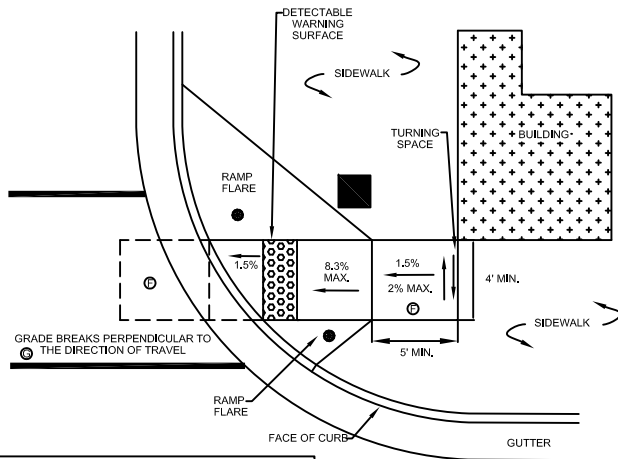 DETECTABLE
WARNING
SURFACE
SIDEWALK
TURNING
SPACE
BUILDING
RAMP
FLARE
1.5%
8.3%
MAX.
1.5%
2% MAX.
4' MIN.
F
F
SIDEWALK
GRADE BREAKS PERPENDICULAR TO
THE DIRECTION OF TRAVEL
G
5' MIN.
RAMP
FLARE
FACE OF CURB
GUTTER